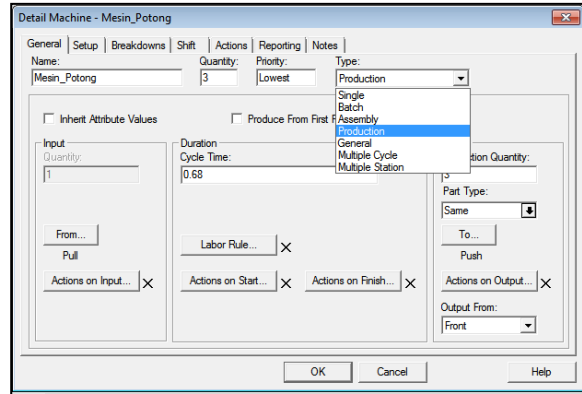 Detail Machine - Mesin_Potong
General Setup Breakdowns Shift Actions Reporting Notes
Name: Quantity: Priority: Type:
Mesin_Potong 3 Lowest Production
Single
Batch
Assembly
Production
General
Multiple Cycle
Multiple Station
Inherit Attribute Values Produce From First
Input Duration
Quantity: Cycle Time: Quantity:
1 0.68 3
Part Type:
Same
From... Labor Rule... To...
Pull Push
Actions on Input... Actions on Start... Actions on Finish... Actions on Output...
Output From:
Front
OK Cancel Help